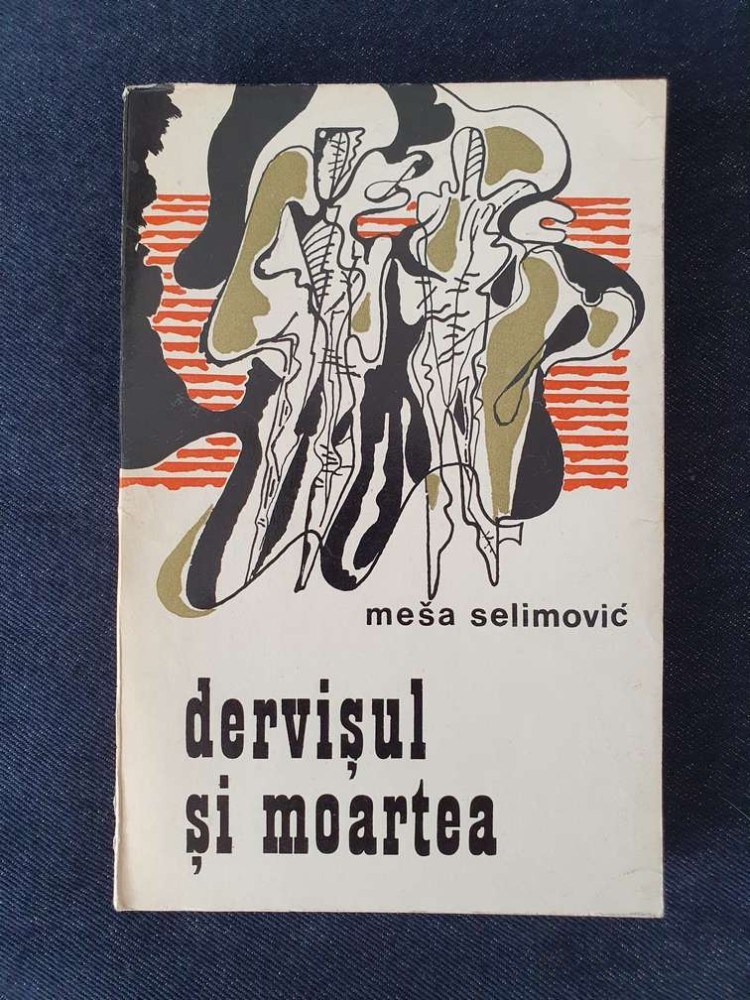 meša selimović
dervișul
și moartea